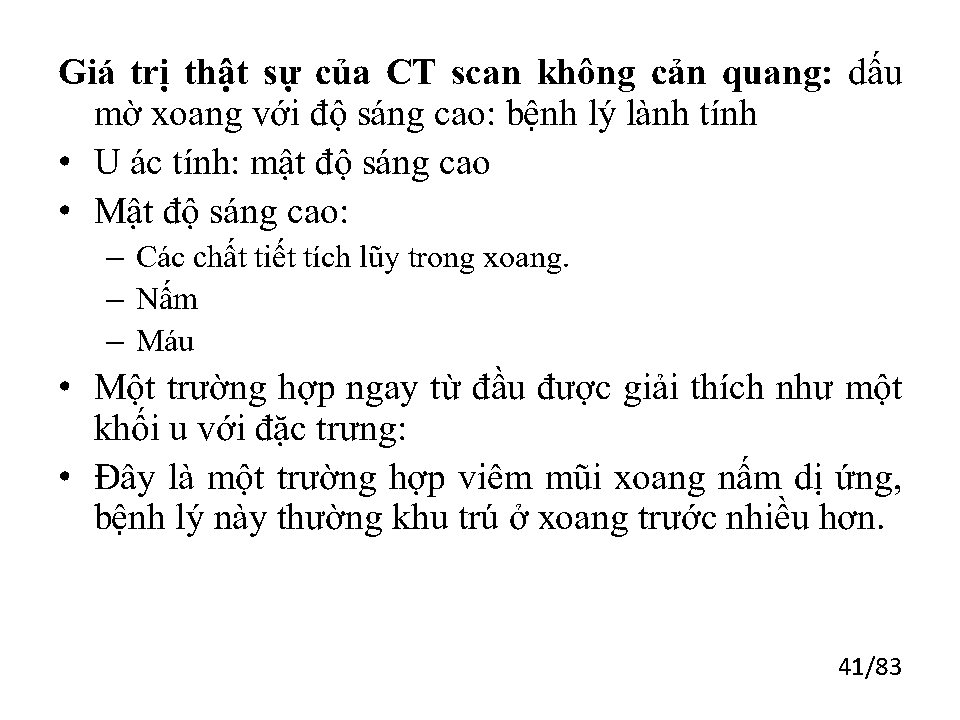 Giá trị thật sự của CT scan không cản quang: dấu
mờ xoang với độ sáng cao: bệnh lý lành tính
• U ác tính: mật độ sáng cao
• Mật độ sáng cao:
– Các chất tiết tích lũy trong xoang.
– Nấm
– Máu
• Một trường hợp ngay từ đầu được giải thích như một
khối u với đặc trưng:
• Đây là một trường hợp viêm mũi xoang nấm dị ứng,
bệnh lý này thường khu trú ở xoang trước nhiều hơn.
41/83